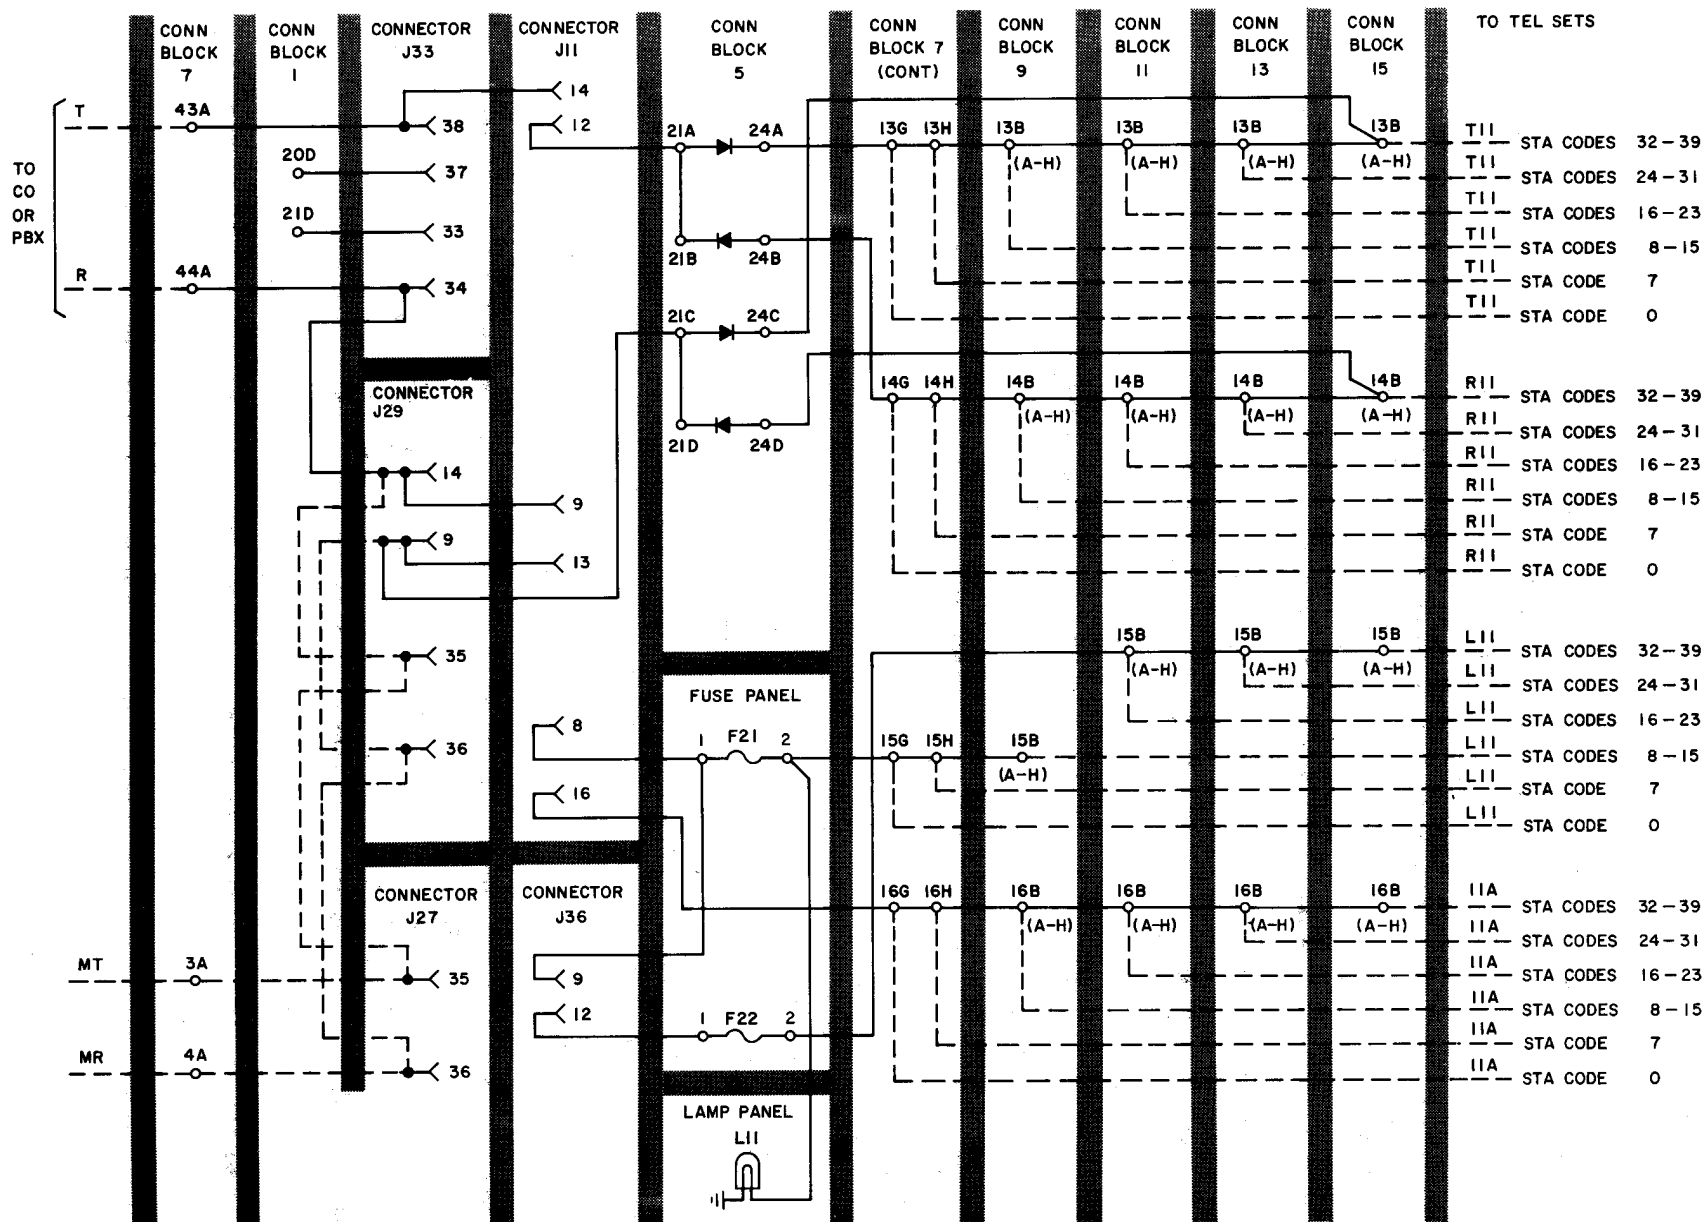 CONN BLOCK 7
CONN BLOCK 1
CONNECTOR J33
CONNECTOR J11
CONN BLOCK 5
CONN BLOCK 7 (CONT)
CONN BLOCK 9
CONN BLOCK 11
CONN BLOCK 13
CONN BLOCK 15
TO TEL SETS
TO CO OR PBX
T
43A
38
14
12
20D
37
21D
33
R
44A
34
CONNECTOR J29
14
9
9
13
35
36
8
16
CONNECTOR J27
CONNECTOR J36
MT
3A
35
9
12
MR
4A
36
21A
24A
21B
24B
21C
24C
21D
24D
FUSE PANEL
1
F21
2
1
F22
2
LAMP PANEL
L11
13G 13H 13B 13B 13B 13B
(A-H) (A-H) (A-H) (A-H)
T11 STA CODES 32-39
T11 STA CODES 24-31
T11 STA CODES 16-23
T11 STA CODES 8-15
T11 STA CODE 7
T11 STA CODE 0
14G 14H 14B 14B 14B 14B
(A-H) (A-H) (A-H) (A-H)
R11 STA CODES 32-39
R11 STA CODES 24-31
R11 STA CODES 16-23
R11 STA CODES 8-15
R11 STA CODE 7
R11 STA CODE 0
15B 15B 15B
(A-H) (A-H) (A-H)
15G 15H 15B
(A-H)
L11 STA CODES 32-39
L11 STA CODES 24-31
L11 STA CODES 16-23
L11 STA CODES 8-15
L11 STA CODE 7
L11 STA CODE 0
16G 16H 16B 16B 16B 16B
(A-H) (A-H) (A-H) (A-H)
11A STA CODES 32-39
11A STA CODES 24-31
11A STA CODES 16-23
11A STA CODES 8-15
11A STA CODE 7
11A STA CODE 0